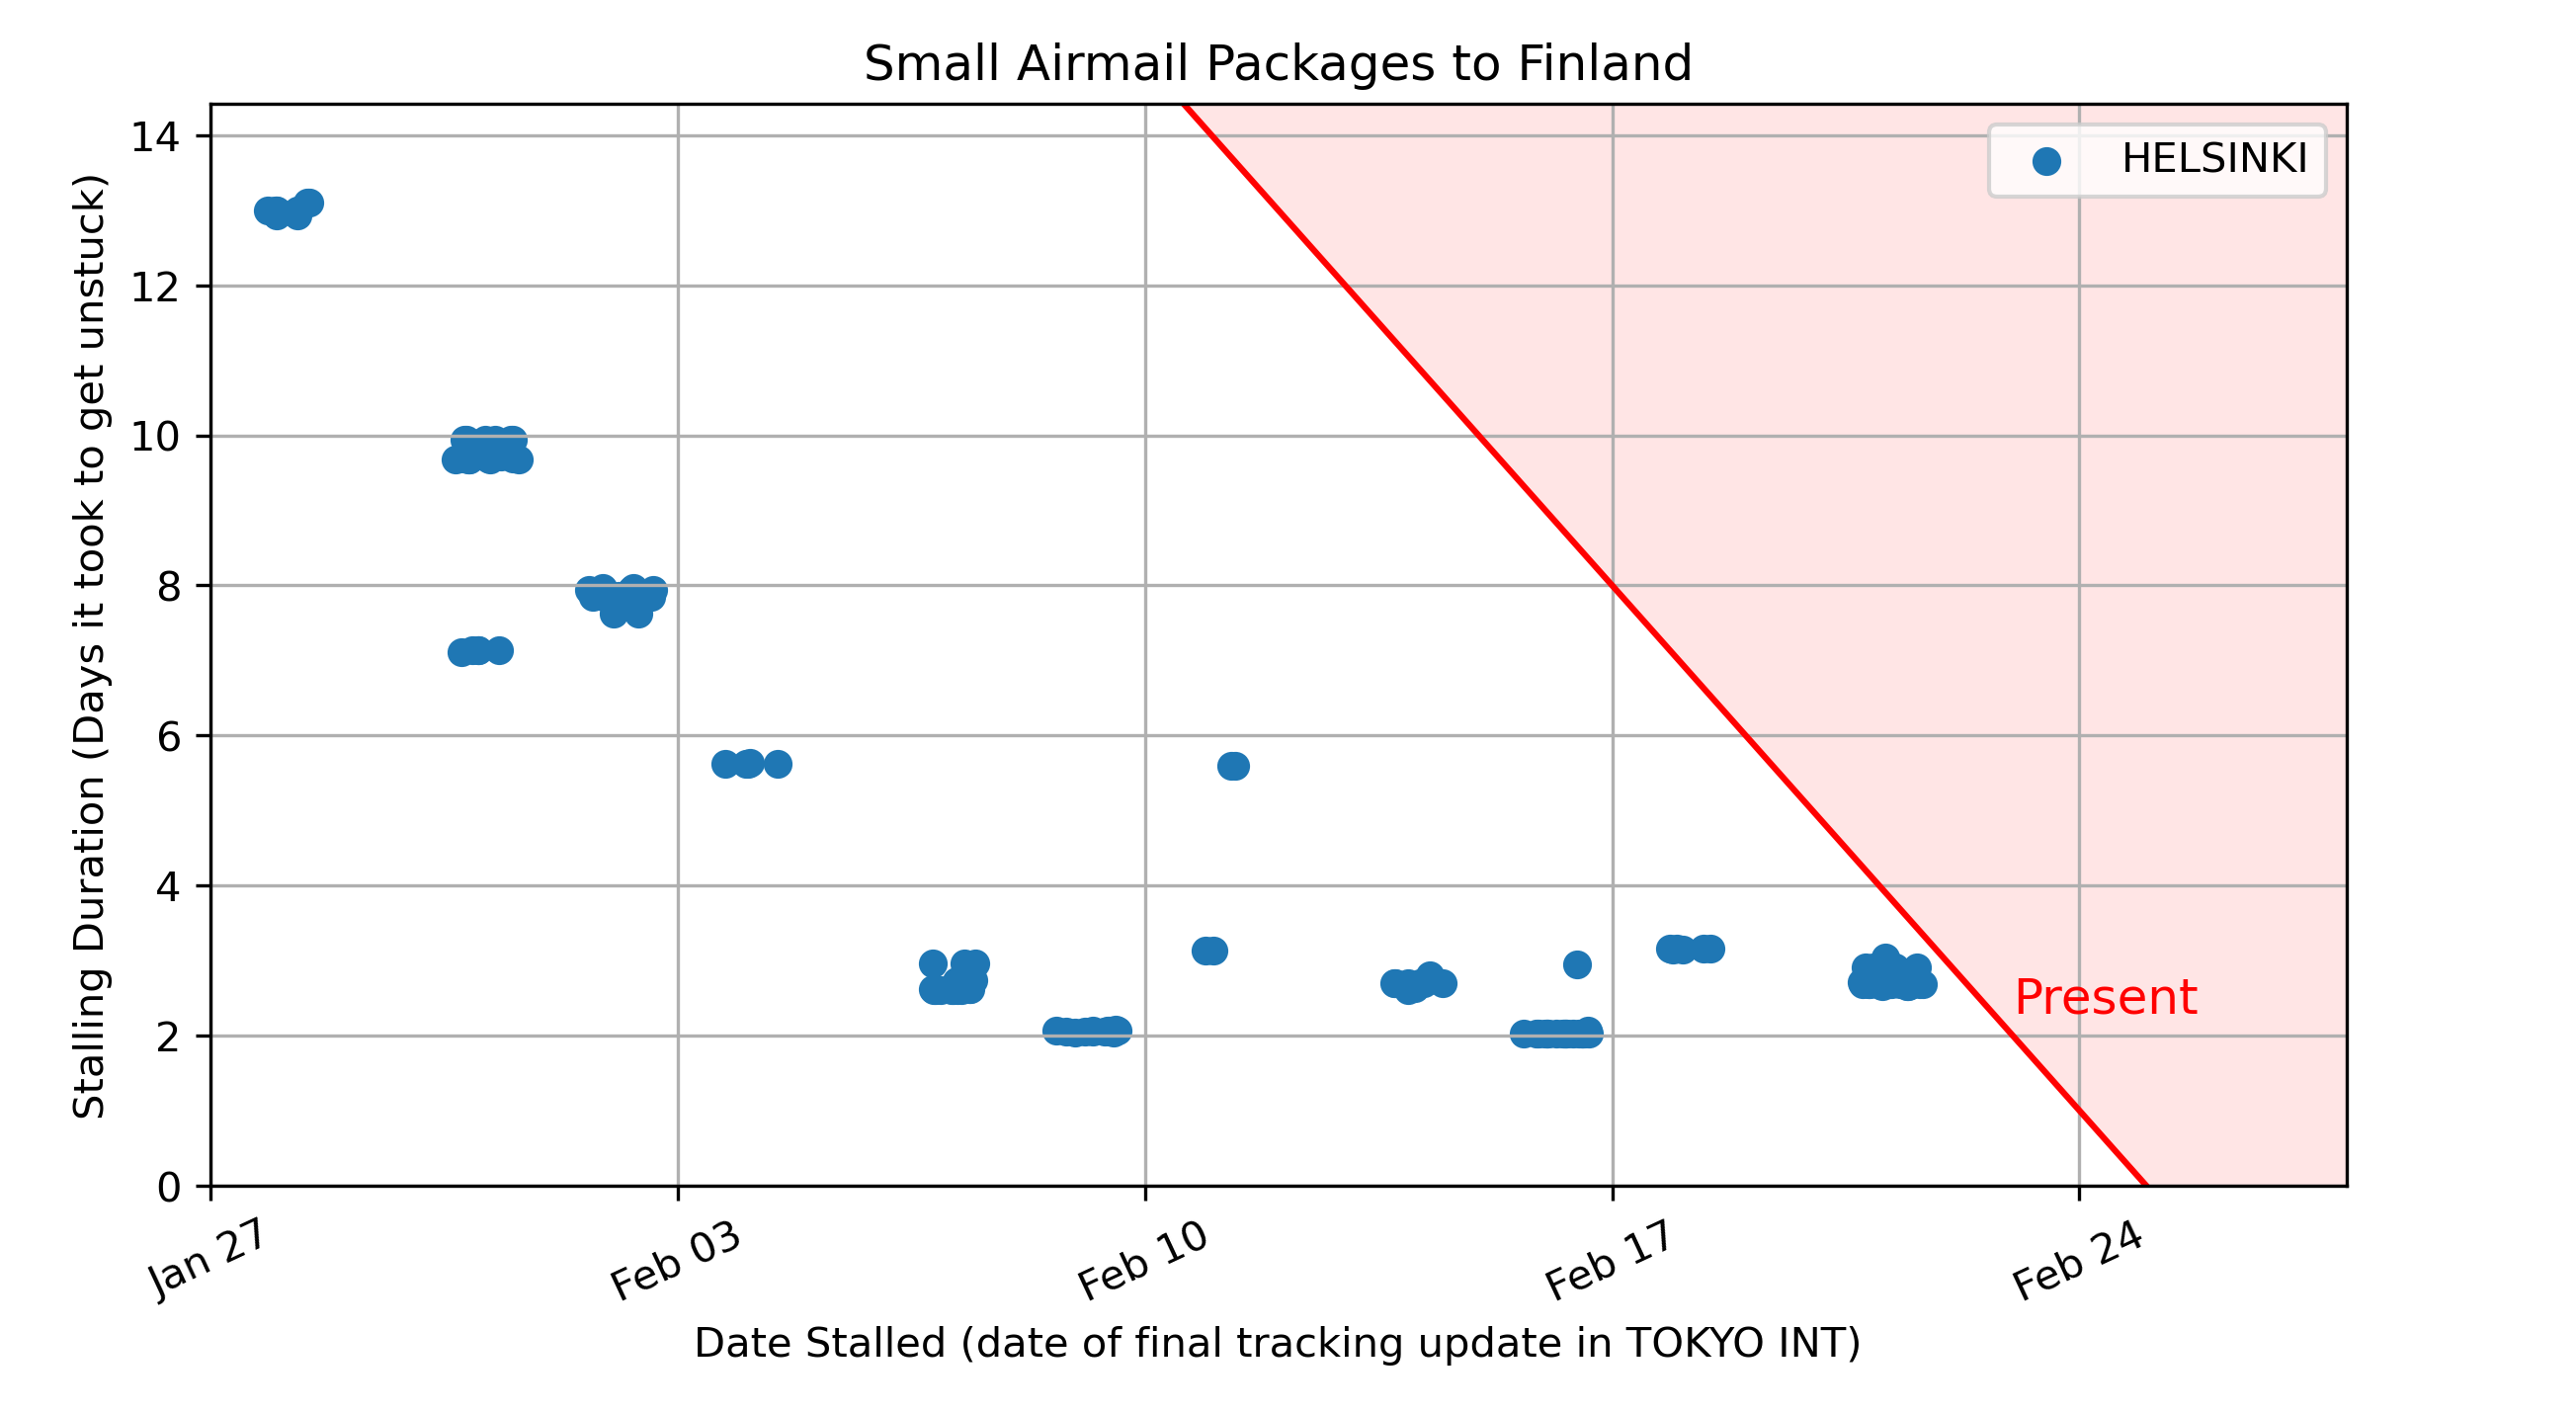 Small Airmail Packages to Finland
HELSINKI
Stalling Duration (Days it took to get unstuck)
14
12
10
8
6
4
2
0
Present
Jan 27
Feb 03
Feb 10
Feb 17
Feb 24
Date Stalled (date of final tracking update in TOKYO INT)